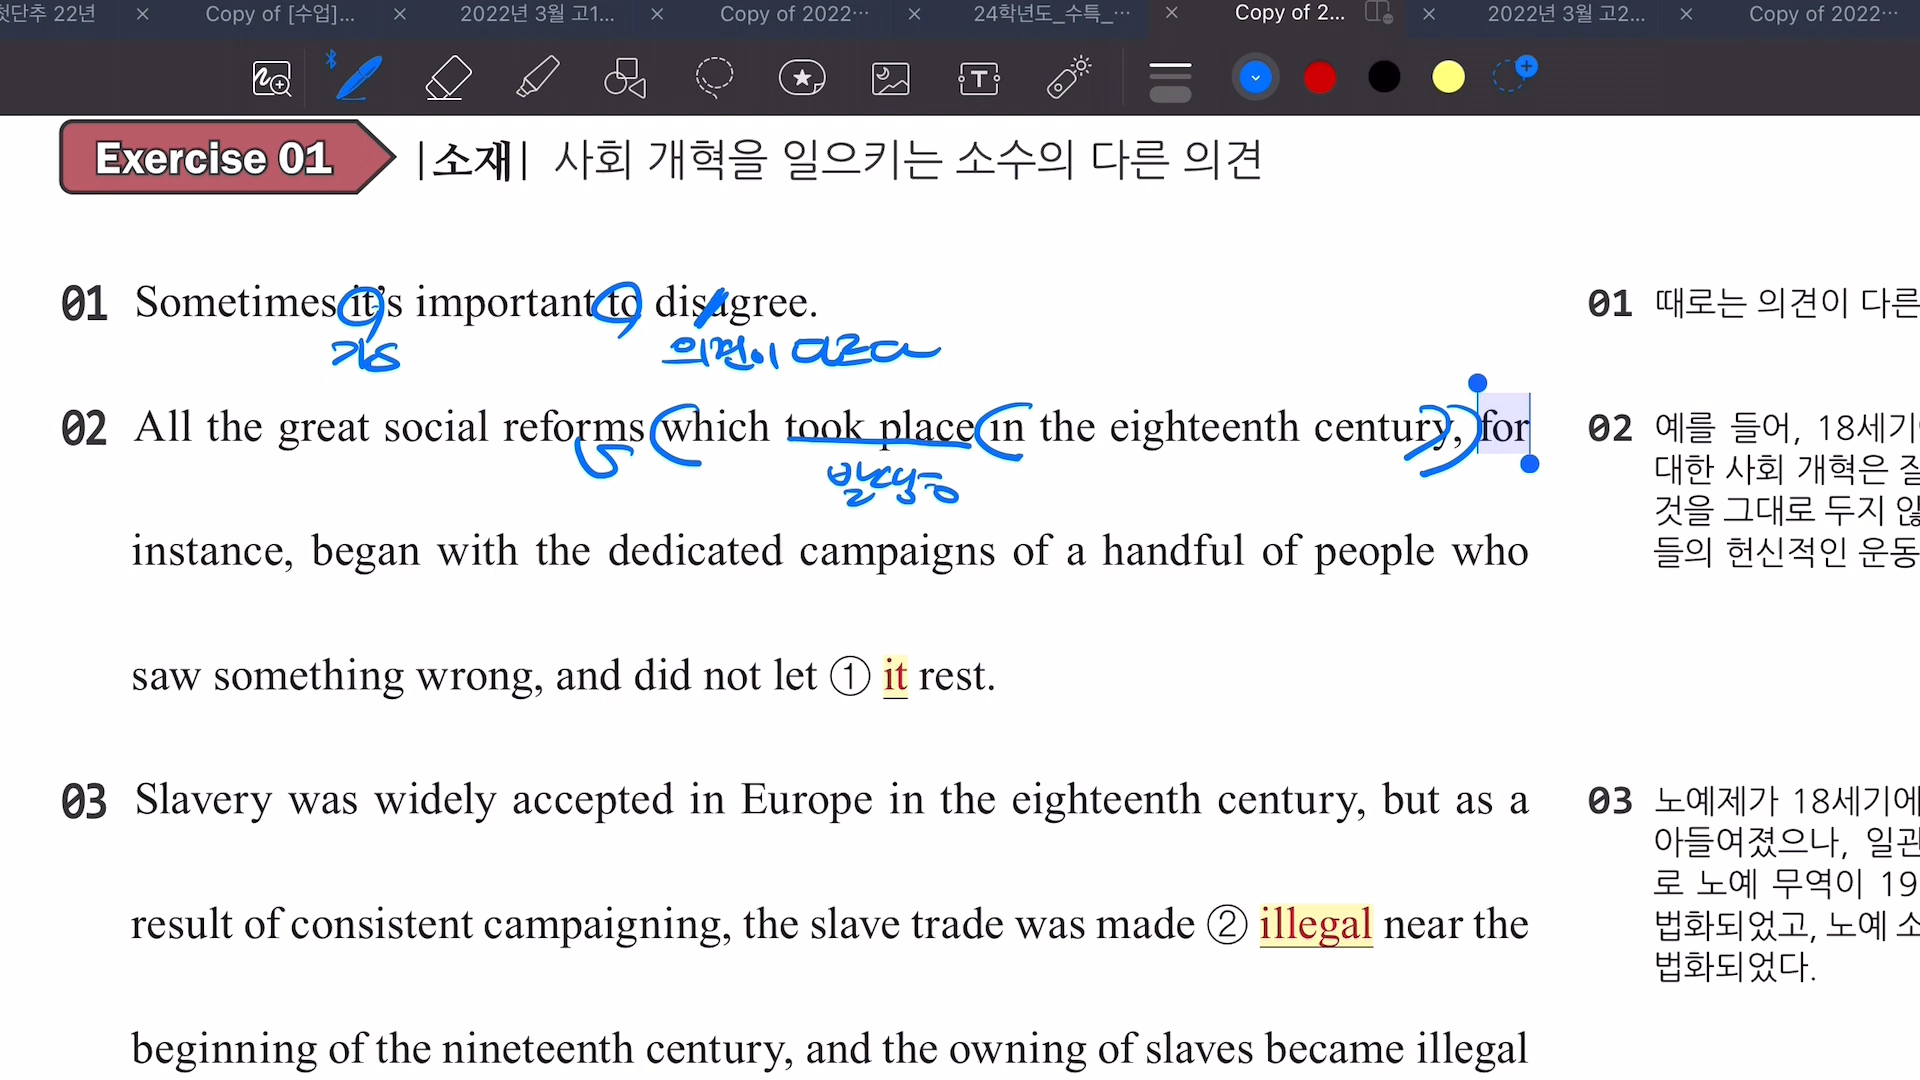 첫단추 22년
Copy of [수업]...
2022년 3월 고1...
Copy of 2022...
24학년도_수특_...
Copy of 2...
2022년 3월 고2...
Copy of 2022...
Exercise 01 |소재| 사회 개혁을 일으키는 소수의 다른 의견
01 Sometimes it's important to disagree.
가S
의견이 다르다
02 All the great social reforms which took place in the eighteenth century, for
S
발생
instance, began with the dedicated campaigns of a handful of people who
saw something wrong, and did not let ① it rest.
03 Slavery was widely accepted in Europe in the eighteenth century, but as a
result of consistent campaigning, the slave trade was made ② illegal near the
beginning of the nineteenth century, and the owning of slaves became illegal
01 때로는 의견이 다른
02 예를 들어, 18세기
대한 사회 개혁은 잘
것을 그대로 두지 않
들의 헌신적인 운동
03 노예제가 18세기에
아들여졌으나, 일관
로 노예 무역이 19
법화되었고, 노예 소
법화되었다.